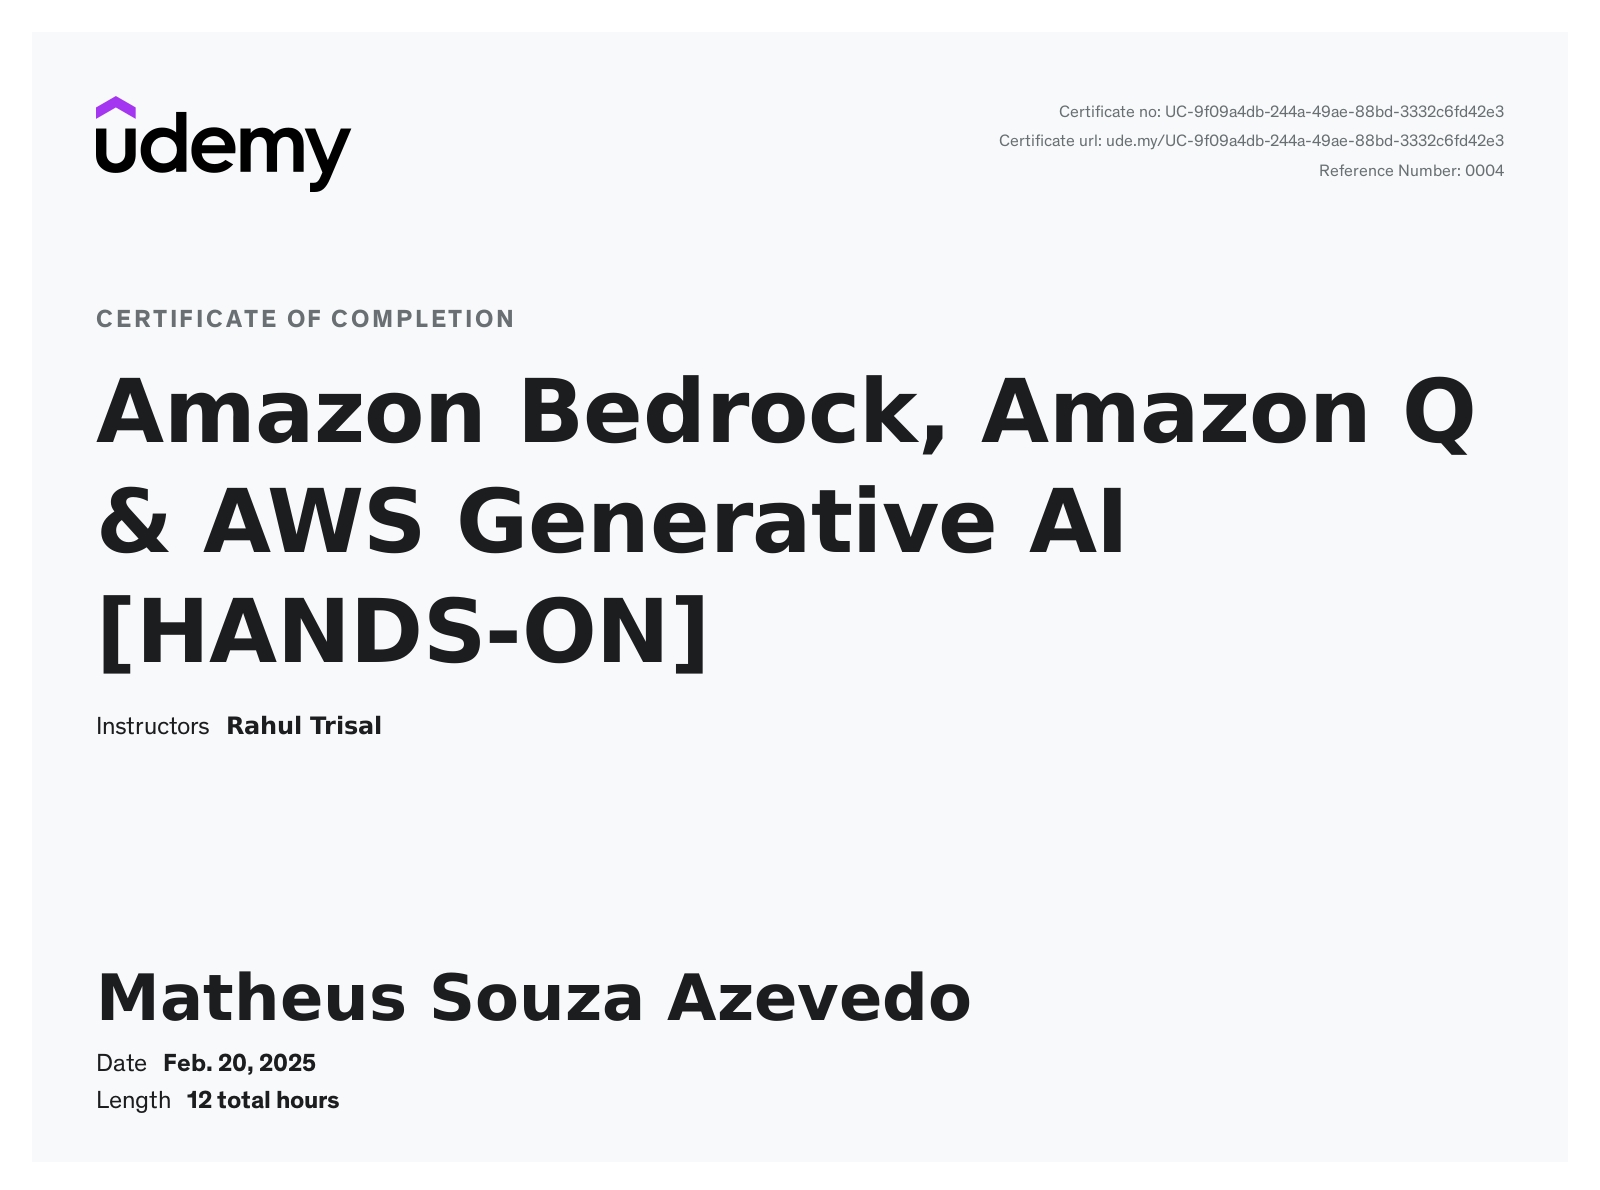 udemy
Certificate no: UC-9f09a4db-244a-49ae-88bd-3332c6fd42e3
Certificate url: ude.my/UC-9f09a4db-244a-49ae-88bd-3332c6fd42e3
Reference Number: 0004
CERTIFICATE OF COMPLETION
Amazon Bedrock, Amazon Q
& AWS Generative AI
[HANDS-ON]
Instructors Rahul Trisal
Matheus Souza Azevedo
Date Feb. 20, 2025
Length 12 total hours